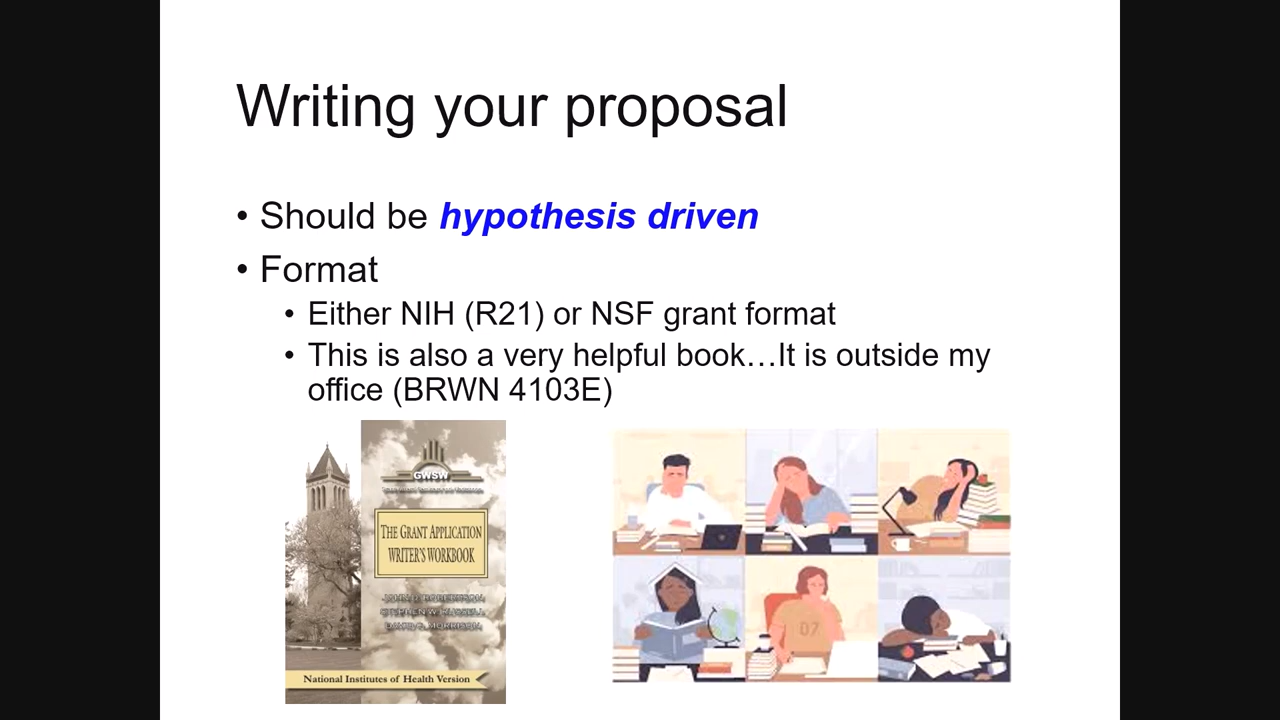 Writing your proposal
• Should be hypothesis driven
• Format
• Either NIH (R21) or NSF grant format
• This is also a very helpful book…It is outside my
office (BRWN 4103E)
GWSW
THE GRANT APPLICATION
WRITER'S WORKBOOK
National Institutes of Health Version
07